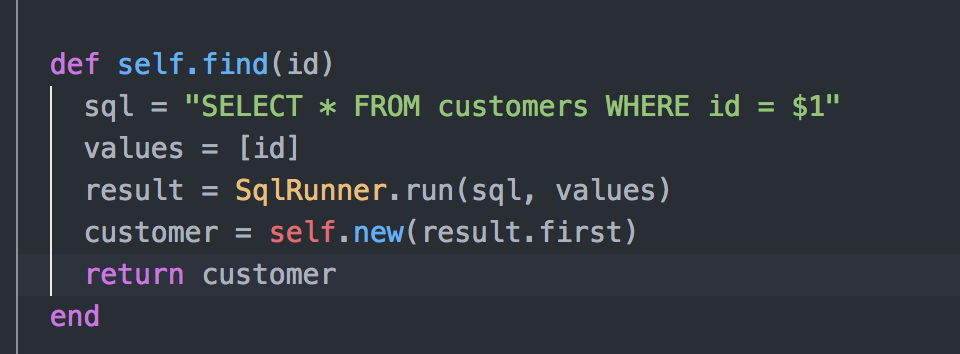 def self.find(id)
  sql = "SELECT * FROM customers WHERE id = $1"
  values = [id]
  result = SqlRunner.run(sql, values)
  customer = self.new(result.first)
  return customer
end